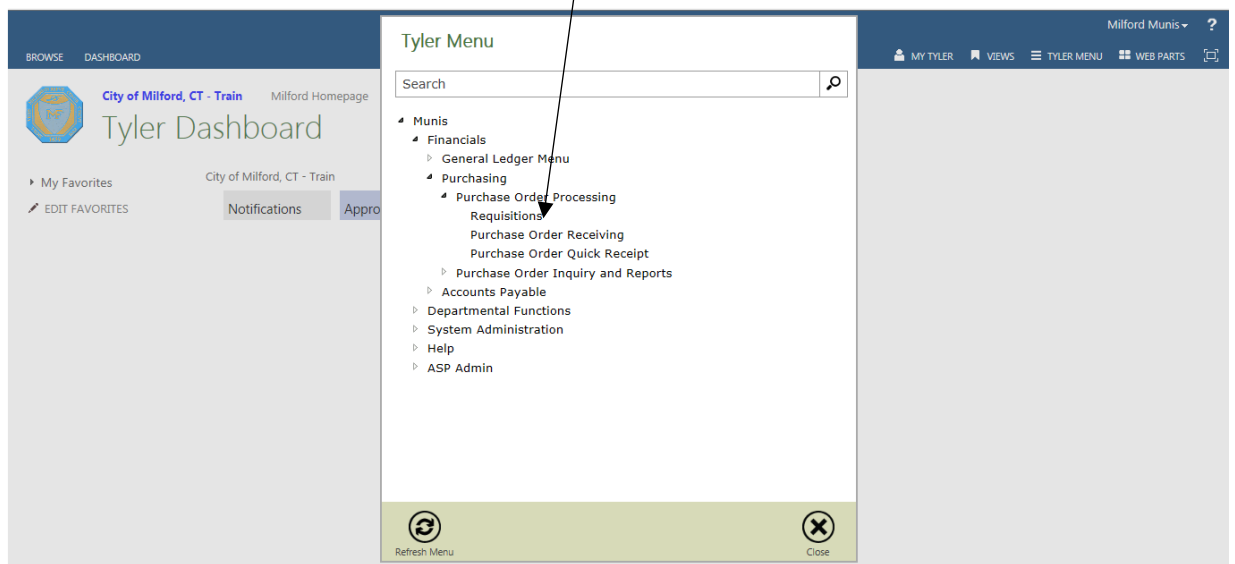 Milford Munis ?
BROWSE DASHBOARD
MY TYLER VIEWS TYLER MENU WEB PARTS
City of Milford, CT - Train Milford Homepage
Tyler Dashboard
My Favorites
EDIT FAVORITES
City of Milford, CT - Train
Notifications Appro
Tyler Menu
Search
Munis
Financials
General Ledger Menu
Purchasing
Purchase Order Processing
Requisitions
Purchase Order Receiving
Purchase Order Quick Receipt
Purchase Order Inquiry and Reports
Accounts Payable
Departmental Functions
System Administration
Help
ASP Admin
Refresh Menu Close